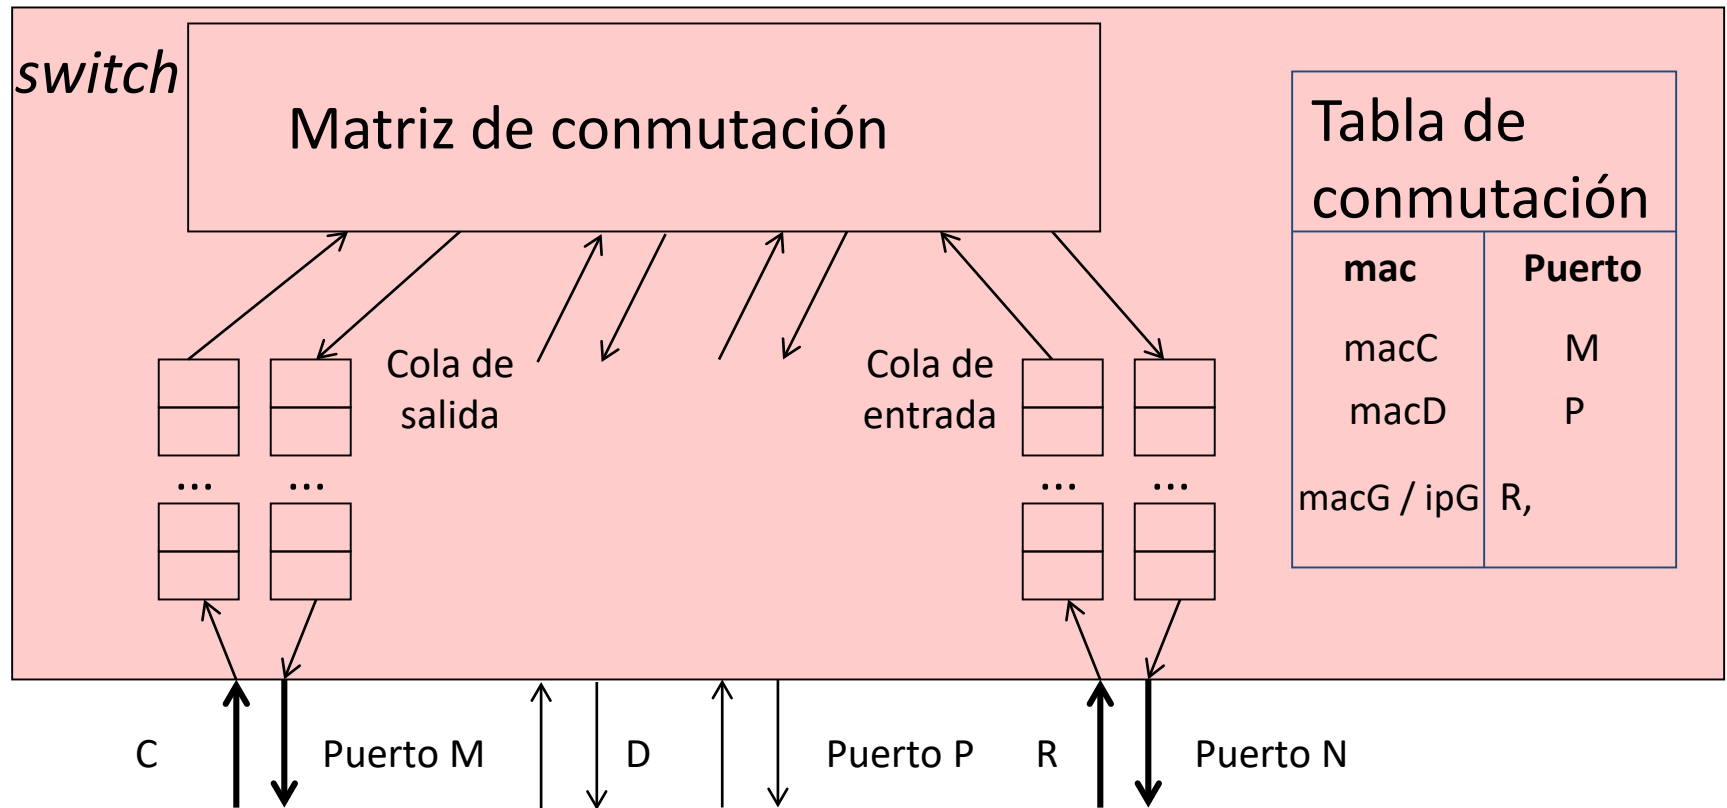 switch
Matriz de conmutación
Tabla de
conmutación
mac Puerto
macC M
macD P
macG / ipG R,
Cola de
salida
Cola de
entrada
... ... ... ...
C Puerto M D Puerto P R Puerto N